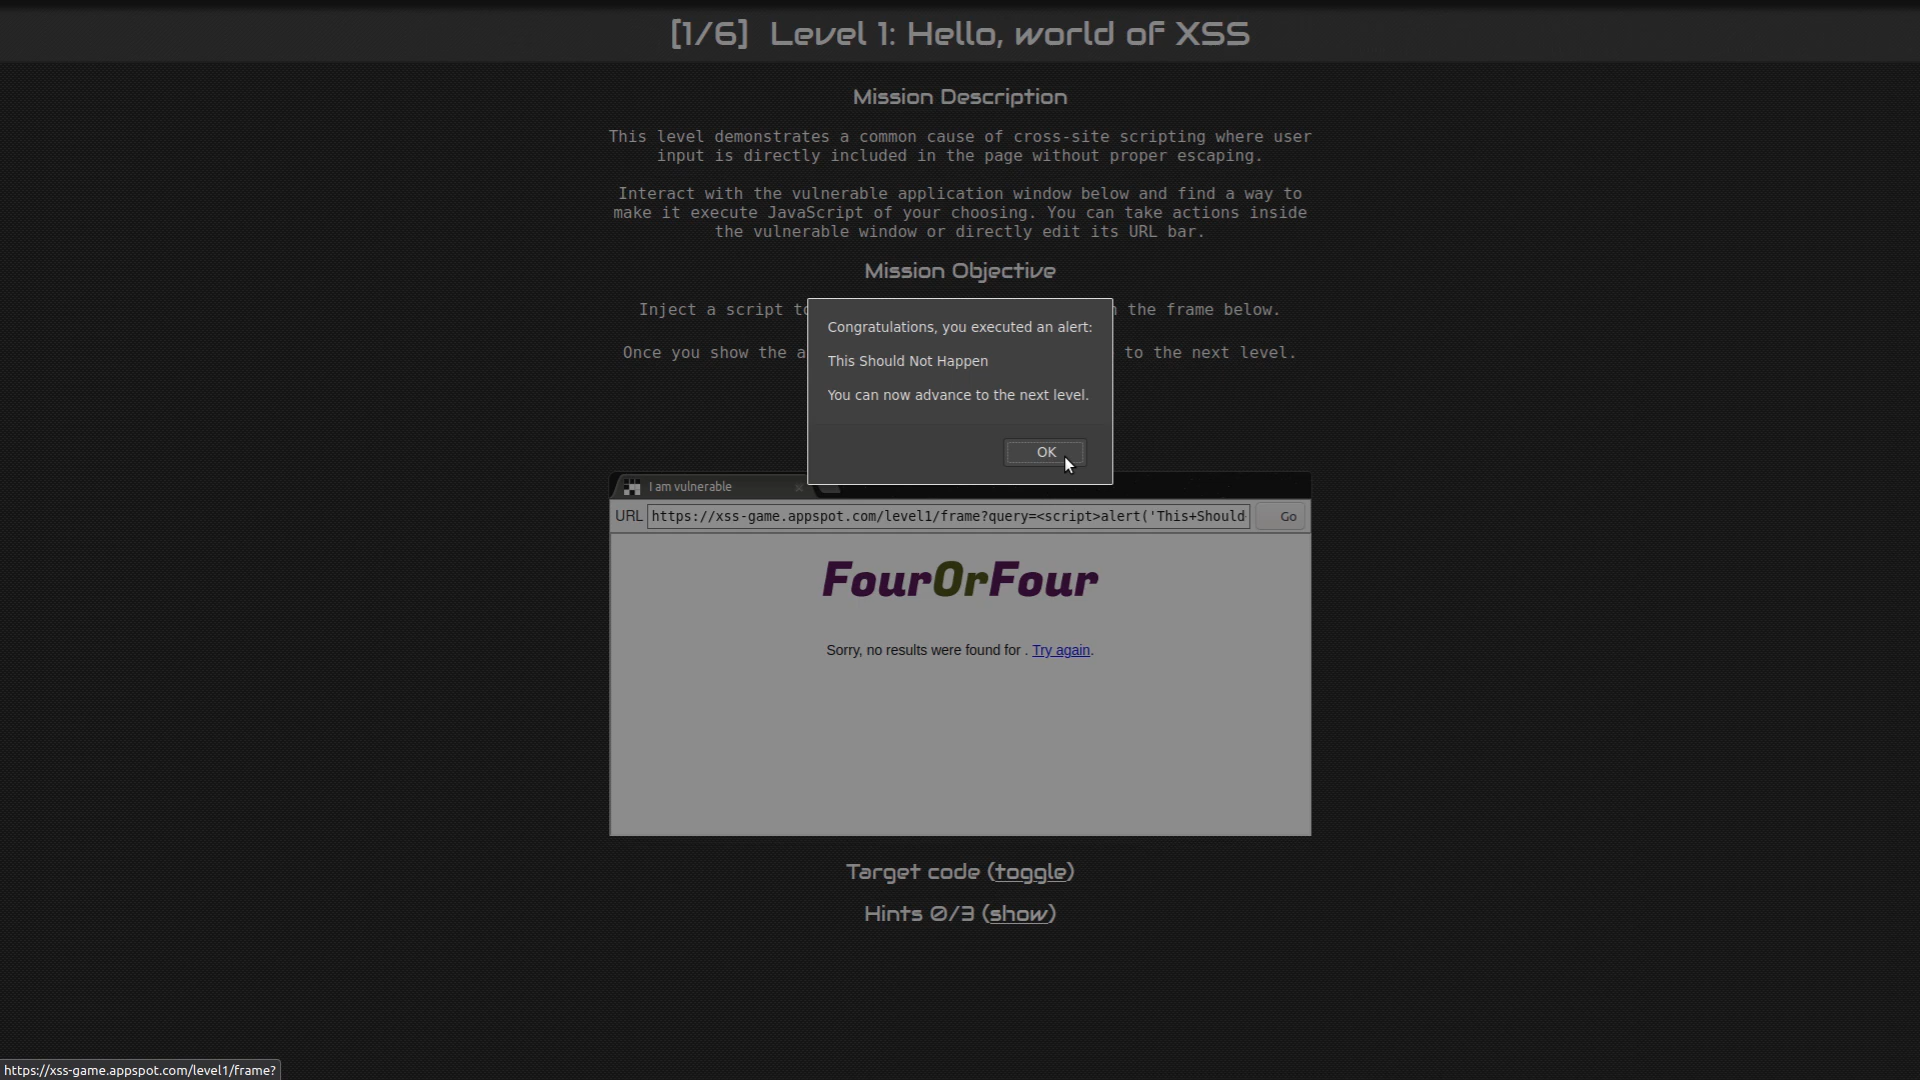 [1/6]  Level 1: Hello, world of XSS
Mission Description
This level demonstrates a common cause of cross-site scripting where user
input is directly included in the page without proper escaping.
Interact with the vulnerable application window below and find a way to
make it execute JavaScript of your choosing. You can take actions inside
the vulnerable window or directly edit its URL bar.
Mission Objective
Inject a script to
the frame below.
Once you show the a
to the next level.
Congratulations, you executed an alert:
This Should Not Happen
You can now advance to the next level.
OK
I am vulnerable
URL https://xss-game.appspot.com/level1/frame?query=<script>alert('This+Should Go
FourOrFour
Sorry, no results were found for . Try again.
Target code (toggle)
Hints 0/3 (show)
https://xss-game.appspot.com/level1/frame?